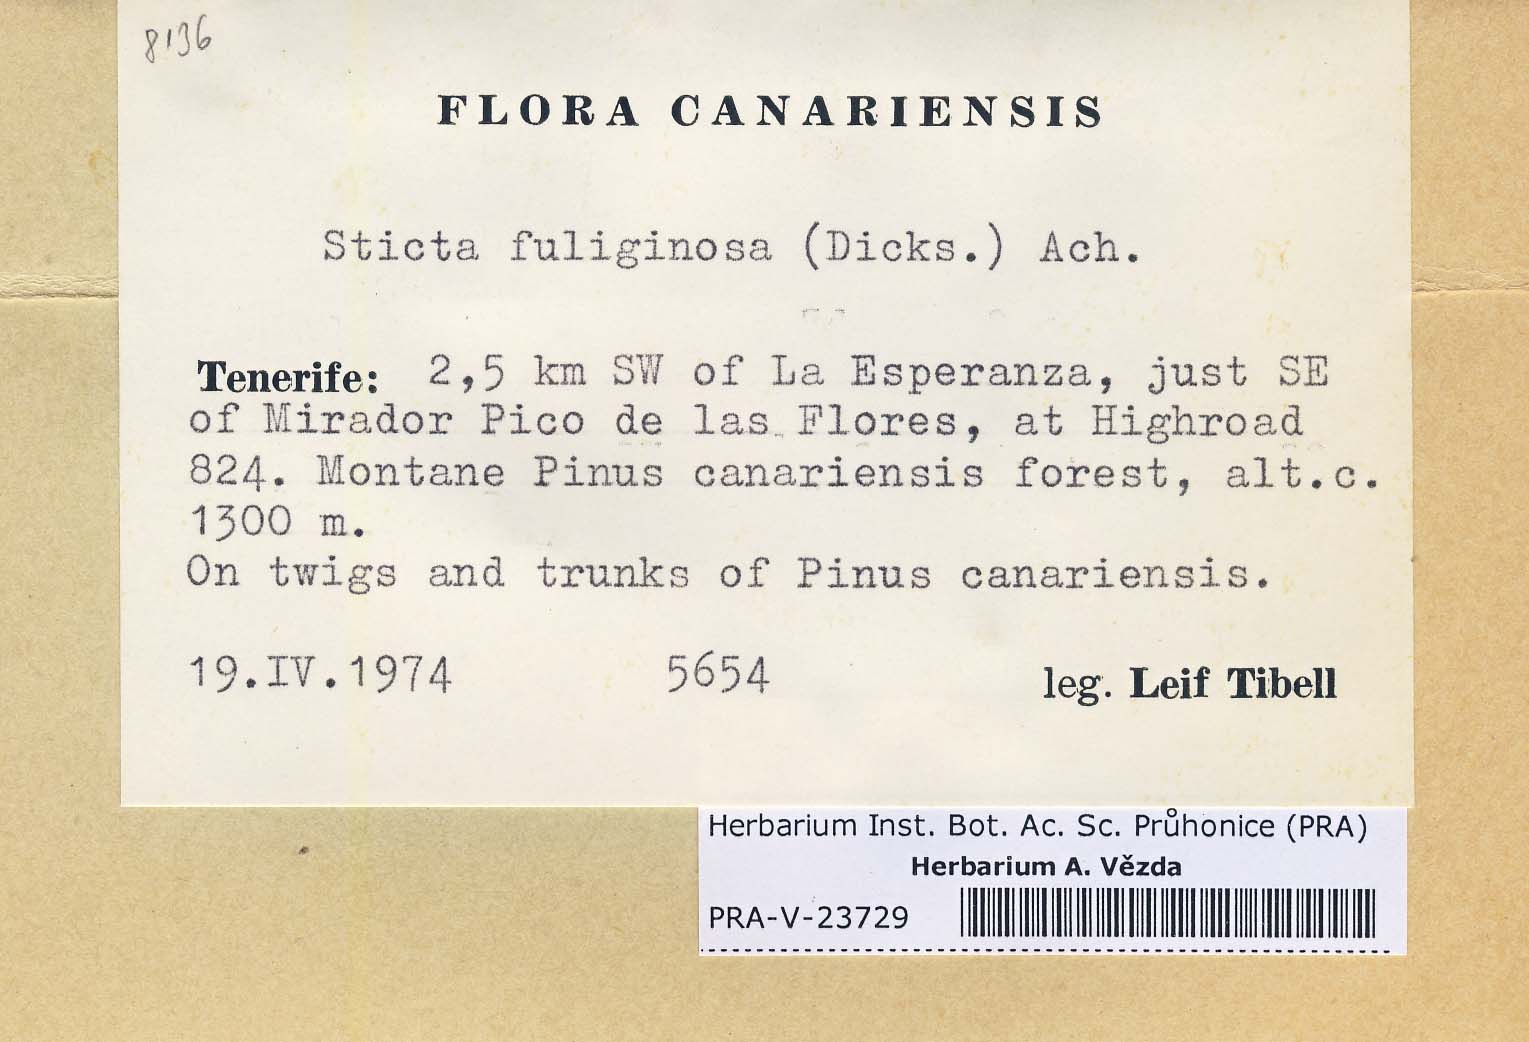 8136
FLORA CANARIENSIS
Sticta fuliginosa (Dicks.) Ach.
Tenerife: 2,5 km SW of La Esperanza, just SE
of Mirador Pico de las Flores, at Highroad
824. Montane Pinus canariensis forest, alt.c.
1300 m.
On twigs and trunks of Pinus canariensis.
19.IV.1974 5654 leg. Leif Tibell
Herbarium Inst. Bot. Ac. Sc. Průhonice (PRA)
Herbarium A. Vězda
PRA-V-23729